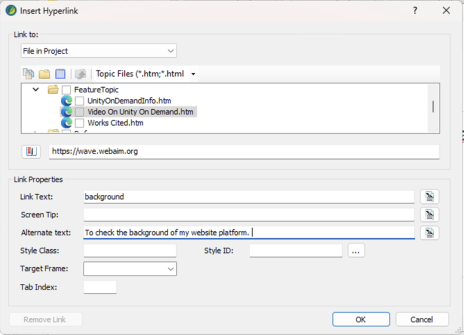 Insert Hyperlink
Link to:
File in Project
Topic Files (*.htm;*.html
FeatureTopic
UnityOnDemandInfo.htm
Video On Unity On Demand.htm
Works Cited.htm
https://wave.webaim.org
Link Properties
Link Text: background
Screen Tip:
Alternate text: To check the background of my website platform.
Style Class: Style ID: ...
Target Frame:
Tab Index:
Remove Link OK Cancel